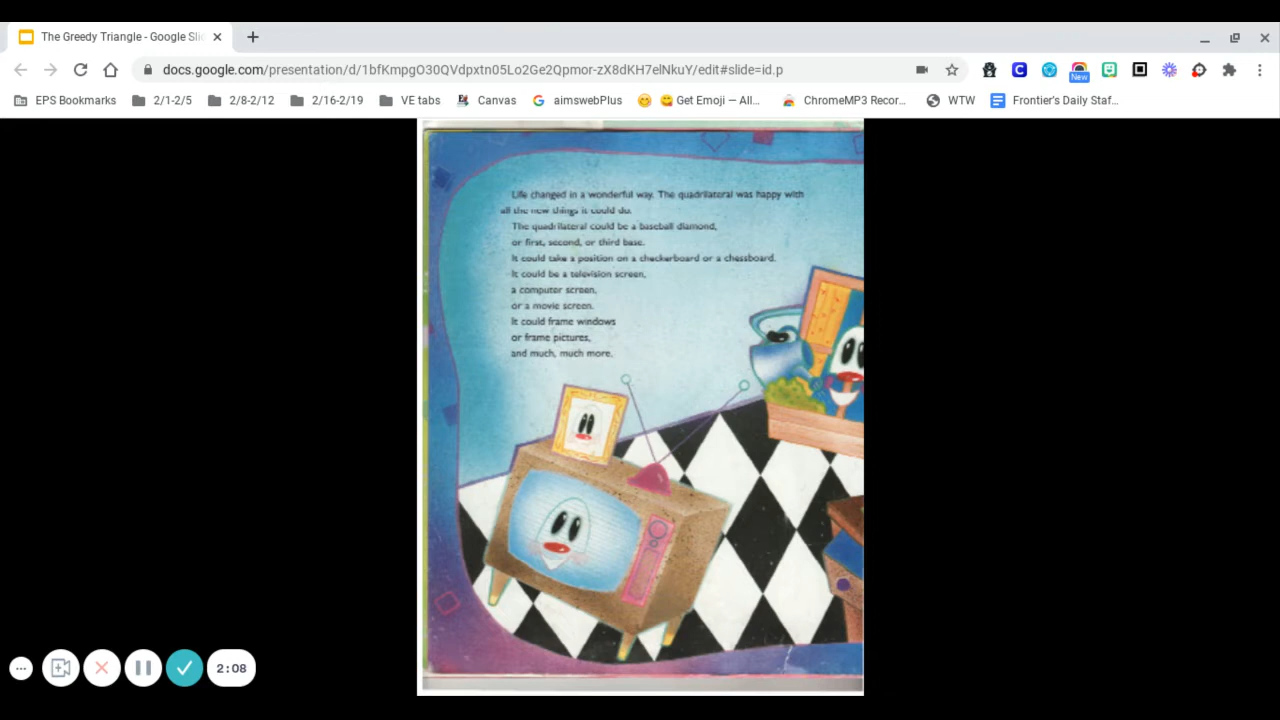 The Greedy Triangle - Google Slid
docs.google.com/presentation/d/1bfKmpgO30QVdpxtn05Lo2Ge2Qpmor-zX8dKH7elNkuY/edit#slide=id.p
New
EPS Bookmarks 2/1-2/5 2/8-2/12 2/16-2/19 VE tabs Canvas aimswebPlus Get Emoji — All... ChromeMP3 Recor... WTW Frontier's Daily Staf...
Life changed in a wonderful way. The quadrilateral was happy with
all the new things it could do.
The quadrilateral could be a baseball diamond,
or first, second, or third base.
It could take a position on a checkerboard or a chessboard.
It could be a television screen,
a computer screen,
or a movie screen.
It could frame windows
or frame pictures,
and much, much more.
2:08